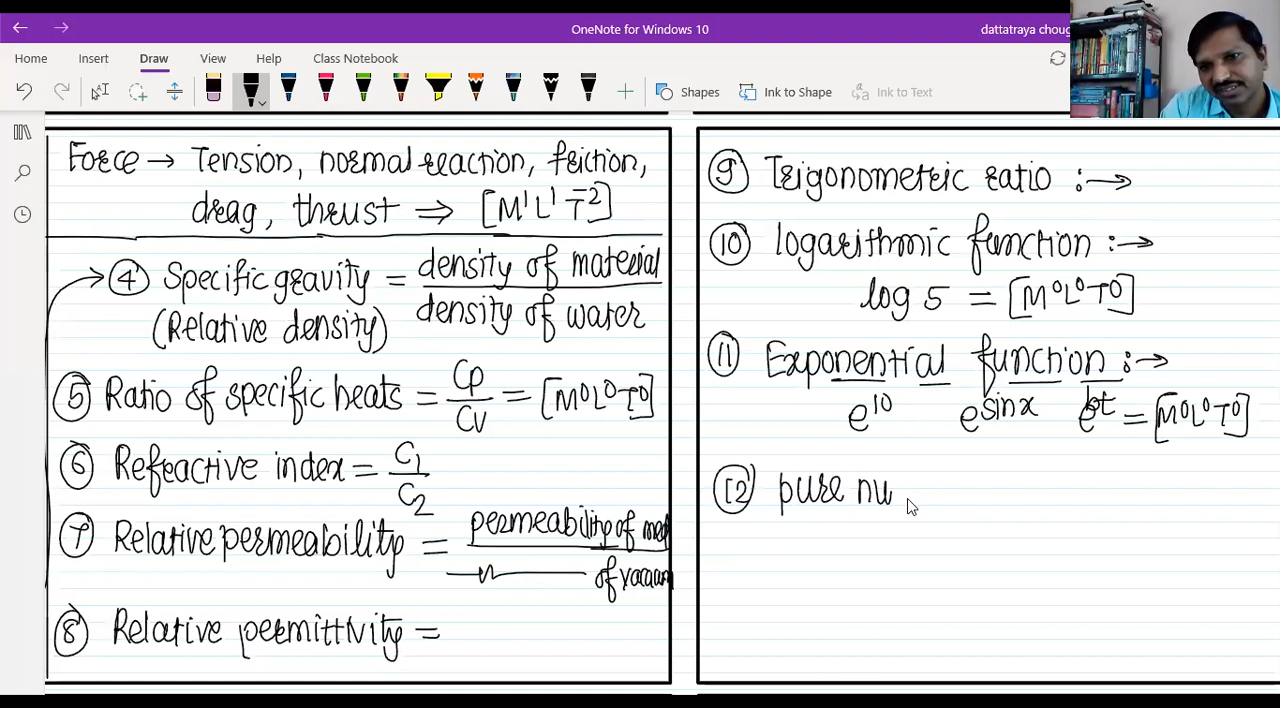 OneNote for Windows 10
dattatraya choug
Home Insert Draw View Help Class Notebook
Shapes Ink to Shape Ink to Text
Force → Tension, normal reaction, friction,
drag, thrust ⇒ [M¹L¹T⁻²]
④ Specific gravity = density of material
density of water
(Relative density)
⑤ Ratio of specific heats = Cp / Cv = [M⁰L⁰T⁰]
⑥ Refractive index = C₁ / C₂
⑦ Relative permeability = permeability of med
of vacuum
⑧ Relative permittivity =
⑨ Trigonometric ratio :→
⑩ logarithmic function :→
log 5 = [M⁰L⁰T⁰]
⑪ Exponential function :→
e¹⁰ e^sinx e^kt = [M⁰L⁰T⁰]
⑫ pure nu